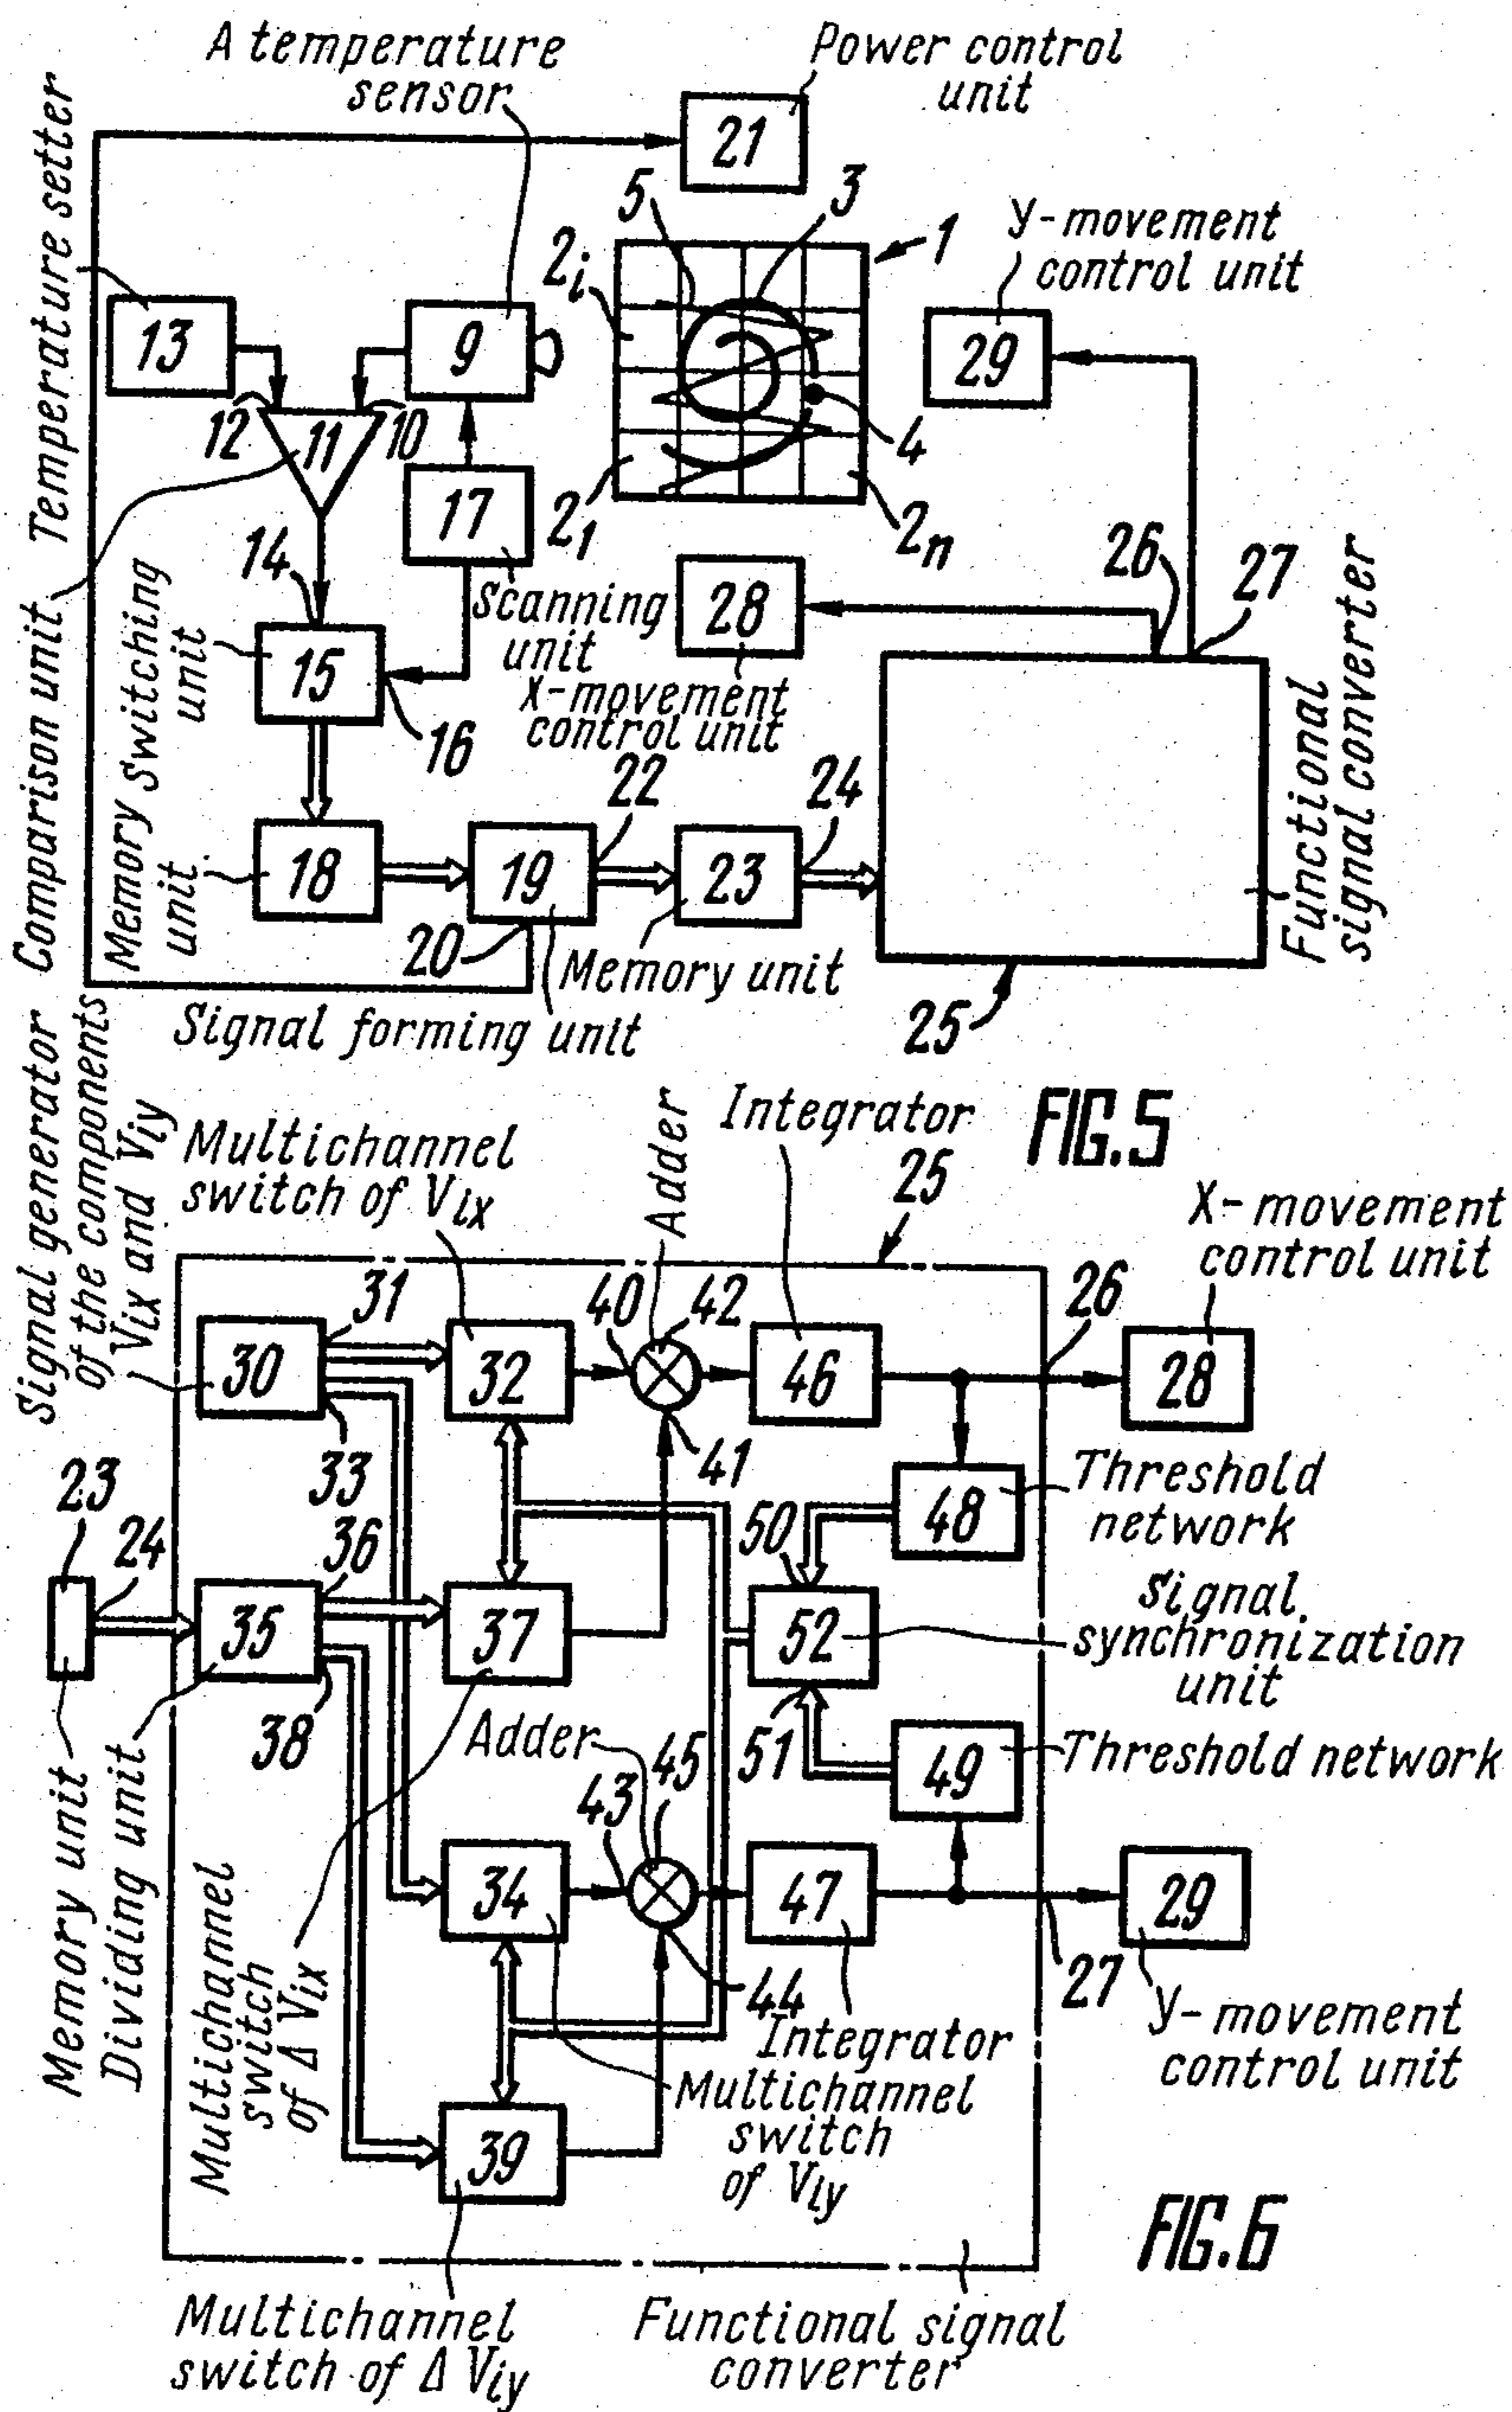 A temperature
sensor
Power control
unit
21
Temperature setter
5
3
Y-movement
control unit
1
2i
13
9
29
12
11
10
4
17
21
2n
14
Scanning
unit
28
26
27
Comparison unit
Memory Switching
unit
unit
15
16
X-movement
control unit
Functional
signal converter
22
24
18
19
23
20
Memory unit
Signal forming unit
25
FIG.5
Signal generator
of the components
Vix and Viy
Multichannel
switch of Vix
Adder
Integrator
25
X-movement
control unit
31
40
42
26
30
32
46
28
33
41
Threshold
network
48
23
24
36
50
35
37
52
Signal
synchronization
unit
38
51
Adder
45
49
Threshold network
43
Memory unit
Dividing unit
34
47
29
44
27
Multichannel
switch
of Δ Vix
Integrator
Y-movement
control unit
Multichannel
switch
of Viy
39
FIG.6
Multichannel
switch of Δ Viy
Functional signal
converter